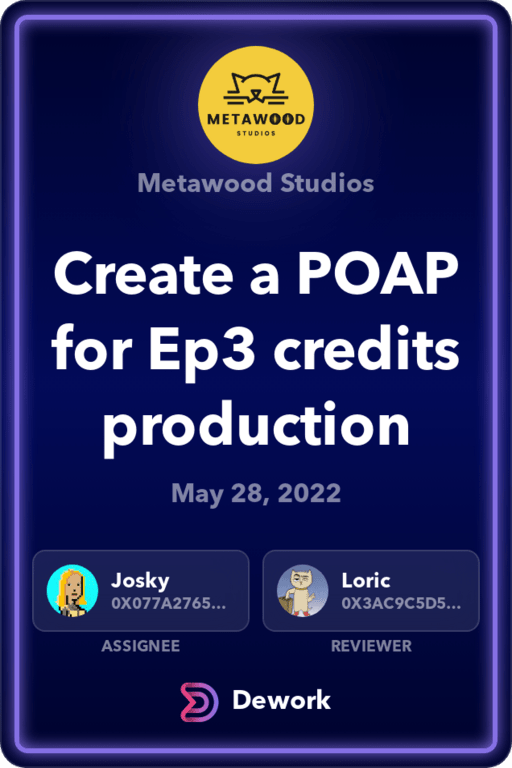 METAWOOD
STUDIOS
Metawood Studios
Create a POAP
for Ep3 credits
production
May 28, 2022
Josky
0X077A2765...
Loric
0X3AC9C5D5...
ASSIGNEE
REVIEWER
Dework